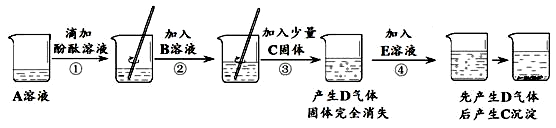 滴加
酚酞溶液
①
加入
B溶液
②
加入少量
C固体
③
加入
E溶液
④
A溶液
产生D气体
固体完全消失
先产生D气体
后产生C沉淀